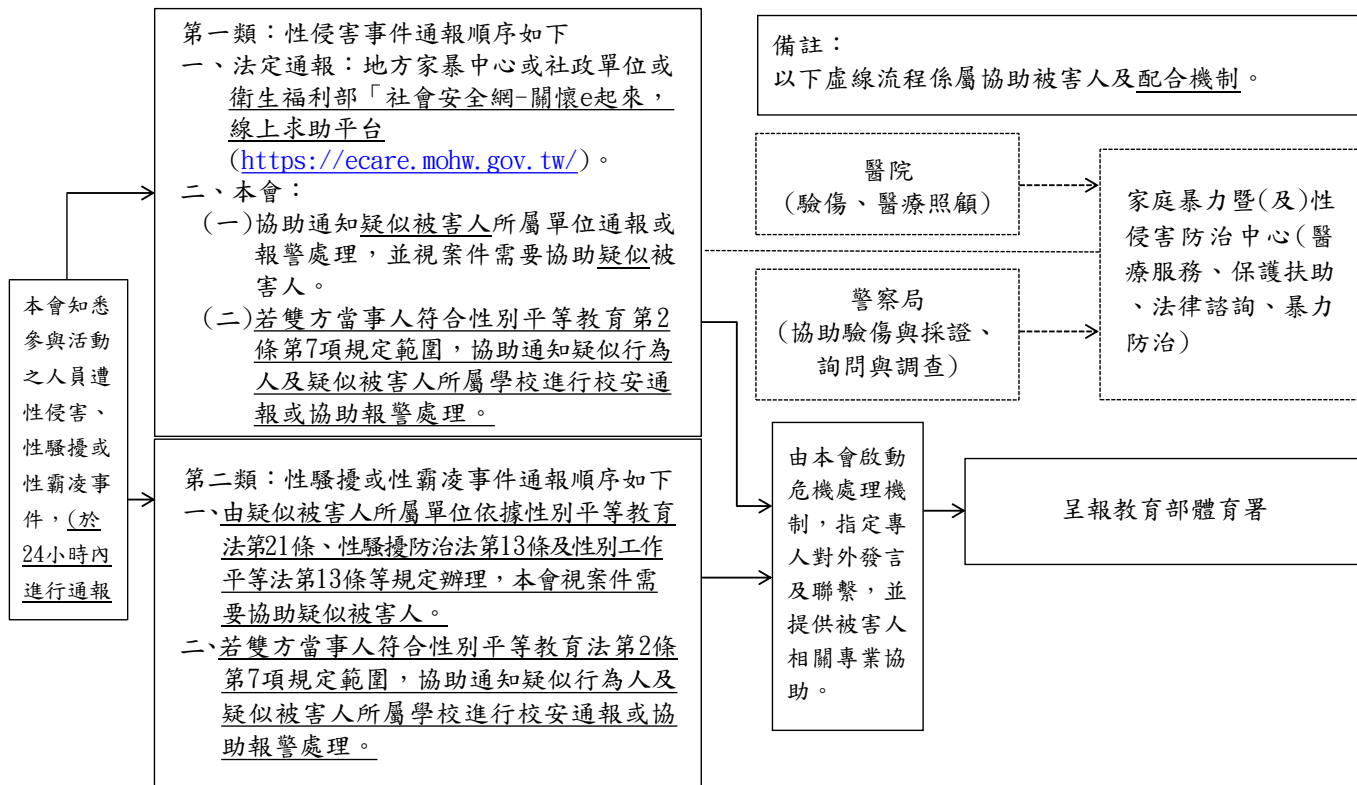 本會知悉
參與活動
之人員遭
性侵害、
性騷擾或
性霸凌事
件，(於
24小時內
進行通報
第一類：性侵害事件通報順序如下
一、法定通報：地方家暴中心或社政單位或
衛生福利部「社會安全網-關懷e起來，
線上求助平台
(https://ecare.mohw.gov.tw/)。
二、本會：
(一)協助通知疑似被害人所屬單位通報或
報警處理，並視案件需要協助疑似被
害人。
(二)若雙方當事人符合性別平等教育第2
條第7項規定範圍，協助通知疑似行為
人及疑似被害人所屬學校進行校安通
報或協助報警處理。
第二類：性騷擾或性霸凌事件通報順序如下
一、由疑似被害人所屬單位依據性別平等教育
法第21條、性騷擾防治法第13條及性別工作
平等法第13條等規定辦理，本會視案件需
要協助疑似被害人。
二、若雙方當事人符合性別平等教育法第2條
第7項規定範圍，協助通知疑似行為人及
疑似被害人所屬學校進行校安通報或協
助報警處理。
備註：
以下虛線流程係屬協助被害人及配合機制。
醫院
(驗傷、醫療照顧)
警察局
(協助驗傷與採證、
詢問與調查)
家庭暴力暨(及)性
侵害防治中心(醫
療服務、保護扶助
、法律諮詢、暴力
防治)
由本會啟動
危機處理機
制，指定專
人對外發言
及聯繫，並
提供被害人
相關專業協
助。
呈報教育部體育署